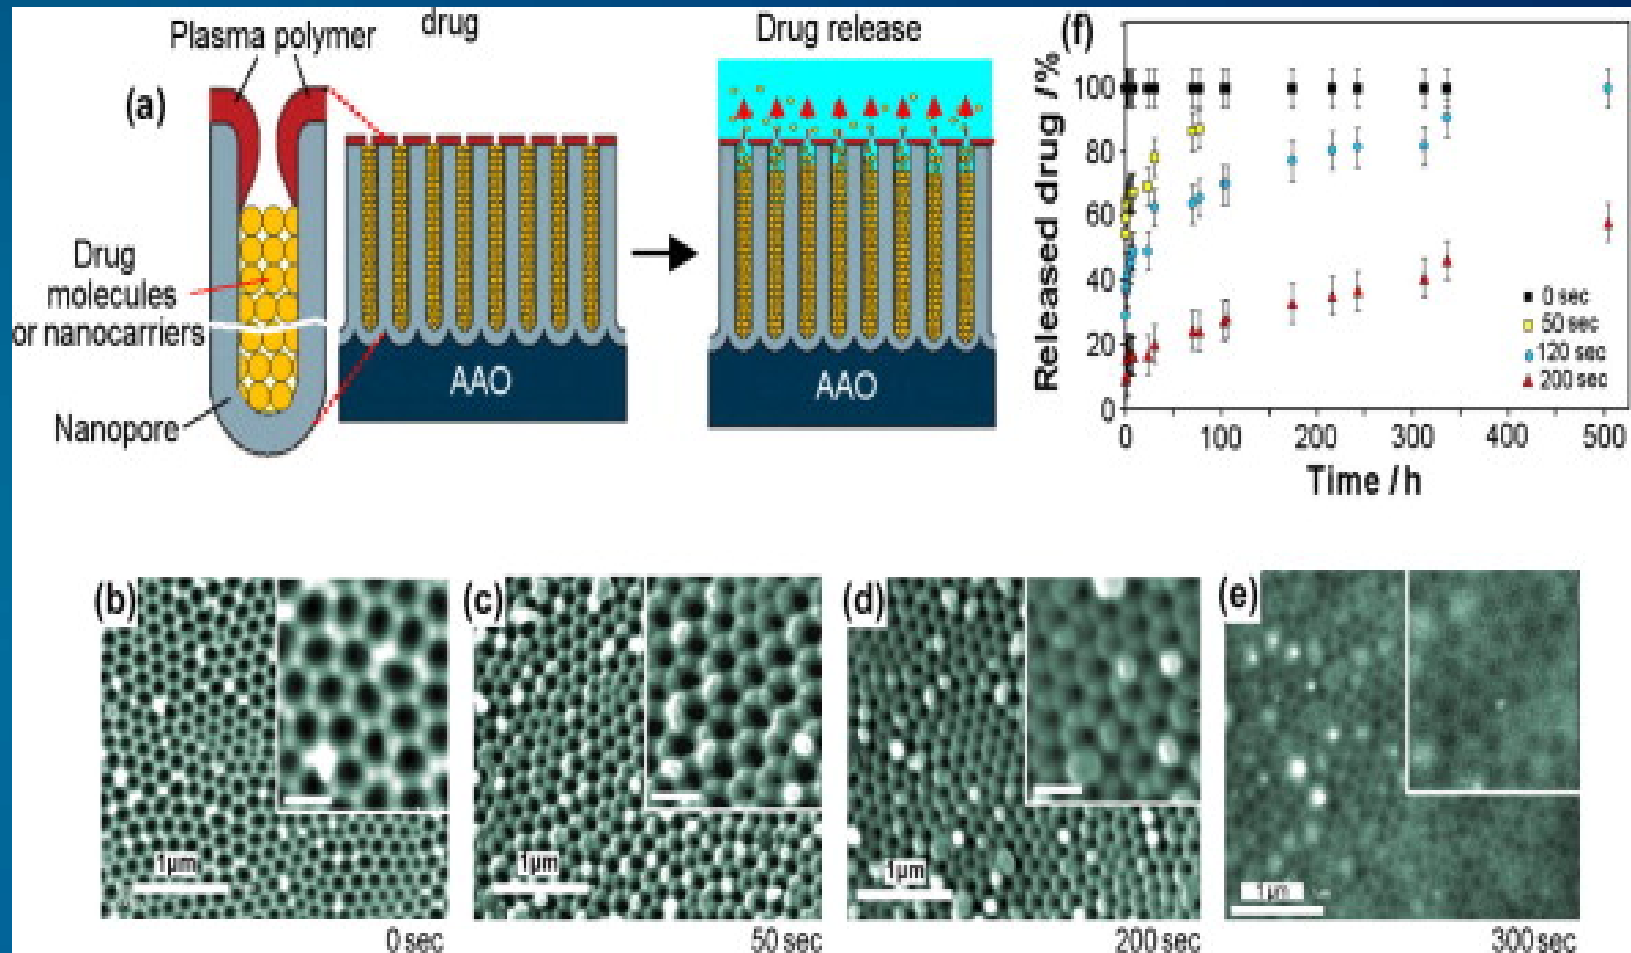 Plasma polymer
drug
Drug release
(a)
Drug
molecules
or nanocarriers
Nanopore
AAO
AAO
(f)
Released drug /%
100
80
60
40
20
0
0 sec
50 sec
120 sec
200 sec
0
100
200
300
400
500
Time / h
(b)
(c)
(d)
(e)
1µm
1µm
1µm
1µm
0 sec
50 sec
200 sec
300 sec